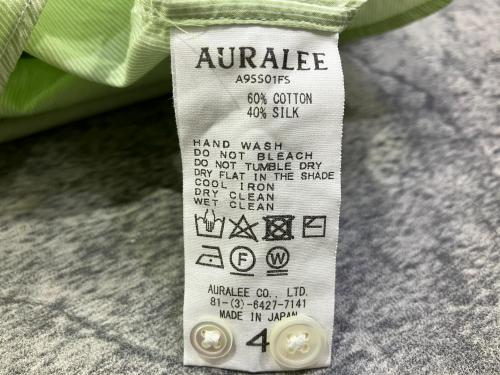 AURALEE
A9SS01FS
60% COTTON
40% SILK
HAND WASH
DO NOT BLEACH
DO NOT TUMBLE DRY
DRY FLAT IN THE SHADE
COOL IRON
DRY CLEAN
WET CLEAN
F W
AURALEE CO., LTD.
81-(3)-6427-7141
MADE IN JAPAN
4